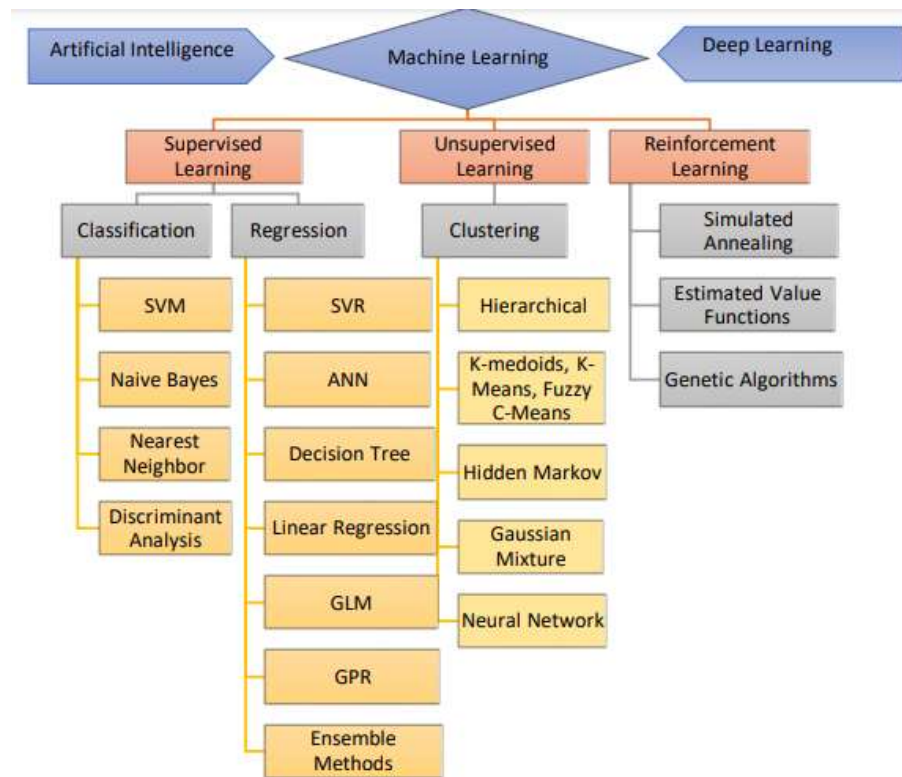 Artificial Intelligence
Machine Learning
Deep Learning
Supervised
Learning
Unsupervised
Learning
Reinforcement
Learning
Classification
Regression
Clustering
Simulated
Annealing
Estimated Value
Functions
Genetic Algorithms
SVM
Naive Bayes
Nearest
Neighbor
Discriminant
Analysis
SVR
ANN
Decision Tree
Linear Regression
GLM
GPR
Ensemble
Methods
Hierarchical
K-medoids, K-
Means, Fuzzy
C-Means
Hidden Markov
Gaussian
Mixture
Neural Network